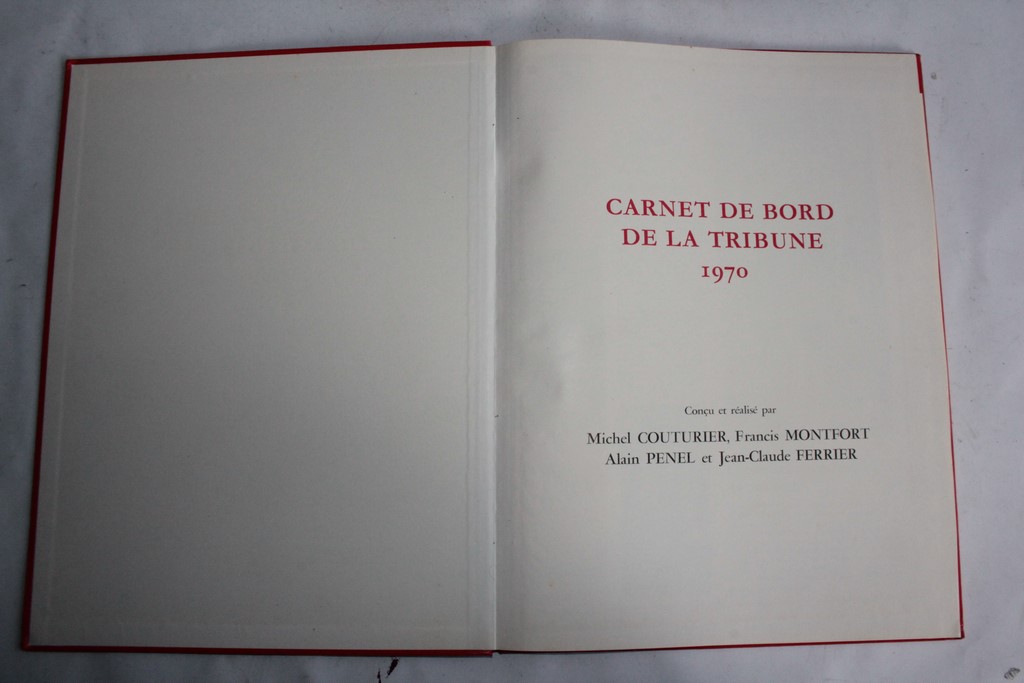 CARNET DE BORD
DE LA TRIBUNE
1970
Conçu et réalisé par
Michel COUTURIER, Francis MONTFORT
Alain PENEL et Jean-Claude FERRIER